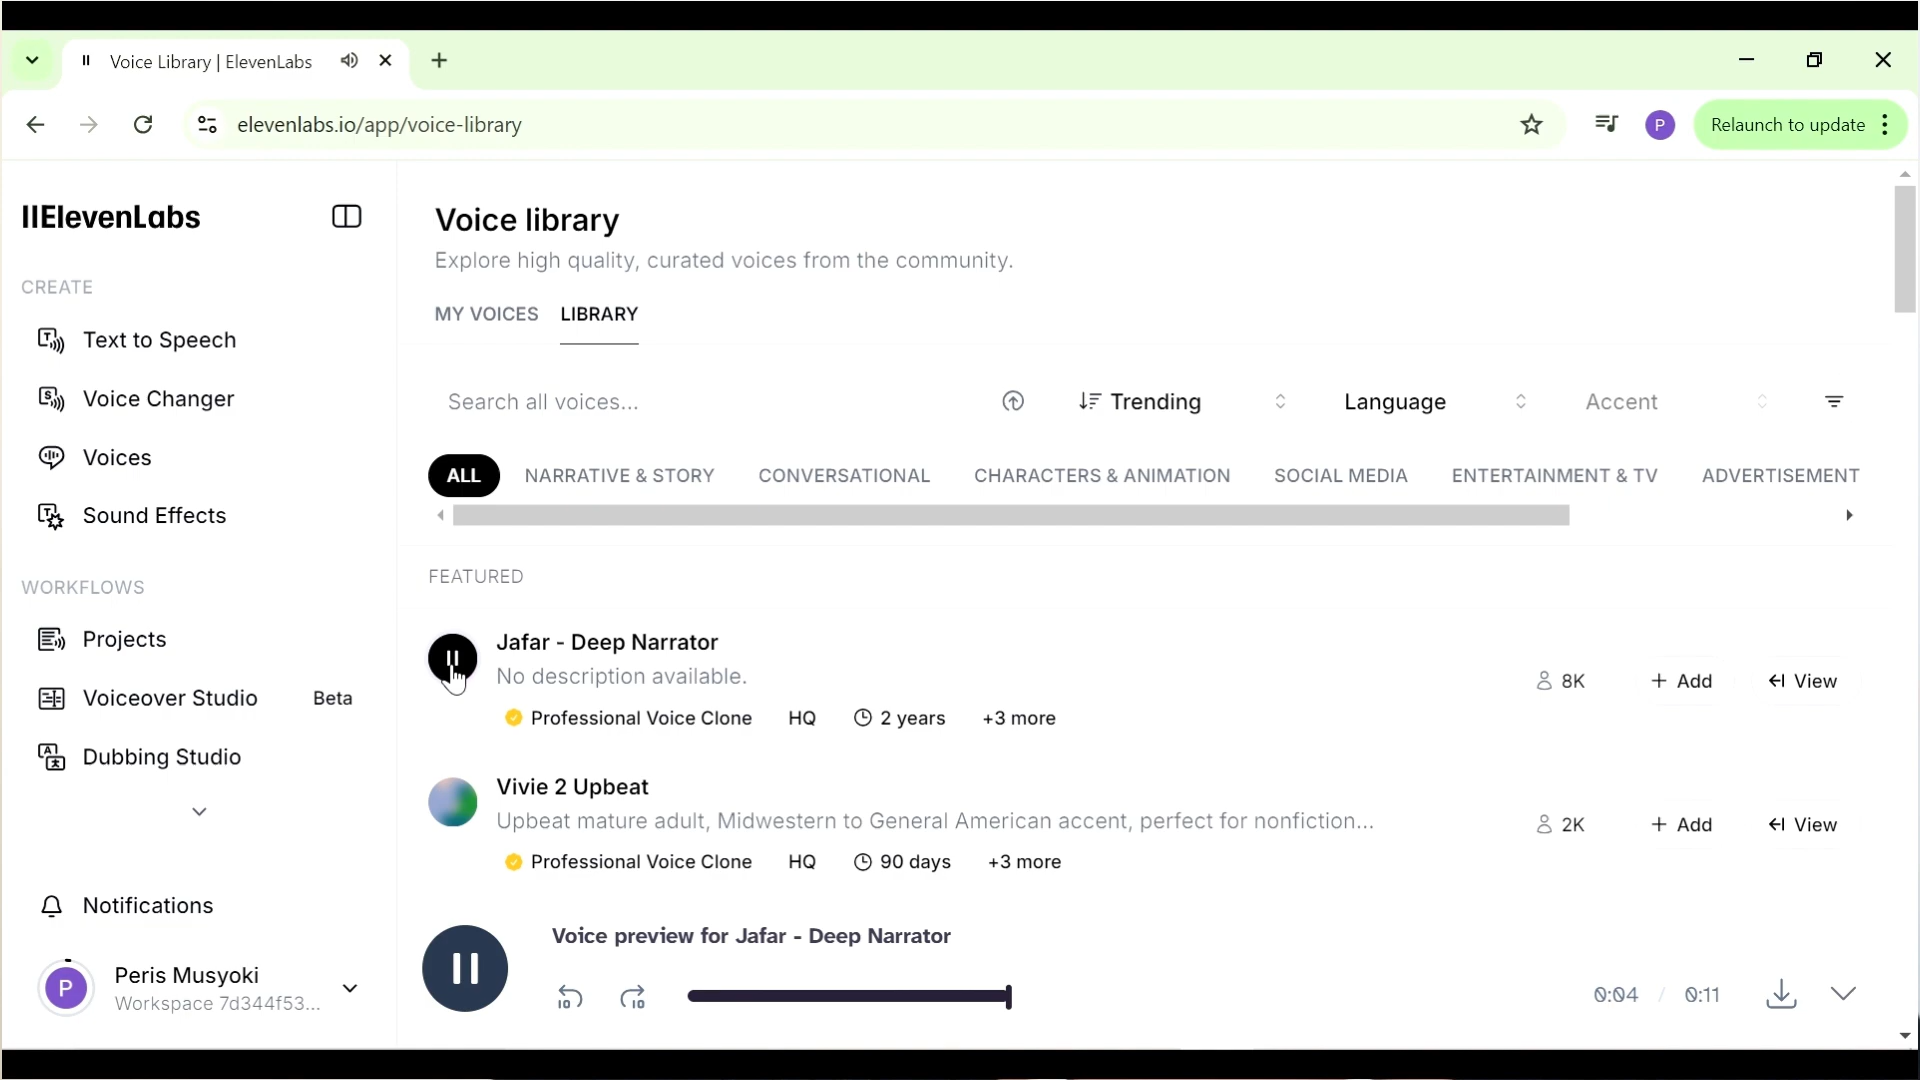 Voice Library | ElevenLabs
elevenlabs.io/app/voice-library
P
Relaunch to update
IIElevenLabs
CREATE
Text to Speech
Voice Changer
Voices
Sound Effects
WORKFLOWS
Projects
Voiceover Studio Beta
Dubbing Studio
Notifications
P
Peris Musyoki
Workspace 7d344f53...
Voice library
Explore high quality, curated voices from the community.
MY VOICES LIBRARY
Search all voices... Trending Language Accent
ALL NARRATIVE & STORY CONVERSATIONAL CHARACTERS & ANIMATION SOCIAL MEDIA ENTERTAINMENT & TV ADVERTISEMENT
FEATURED
Jafar - Deep Narrator
No description available.
8K + Add View
Professional Voice Clone HQ 2 years +3 more
Vivie 2 Upbeat
Upbeat mature adult, Midwestern to General American accent, perfect for nonfiction...
2K + Add View
Professional Voice Clone HQ 90 days +3 more
Voice preview for Jafar - Deep Narrator
10 10 0:04 / 0:11